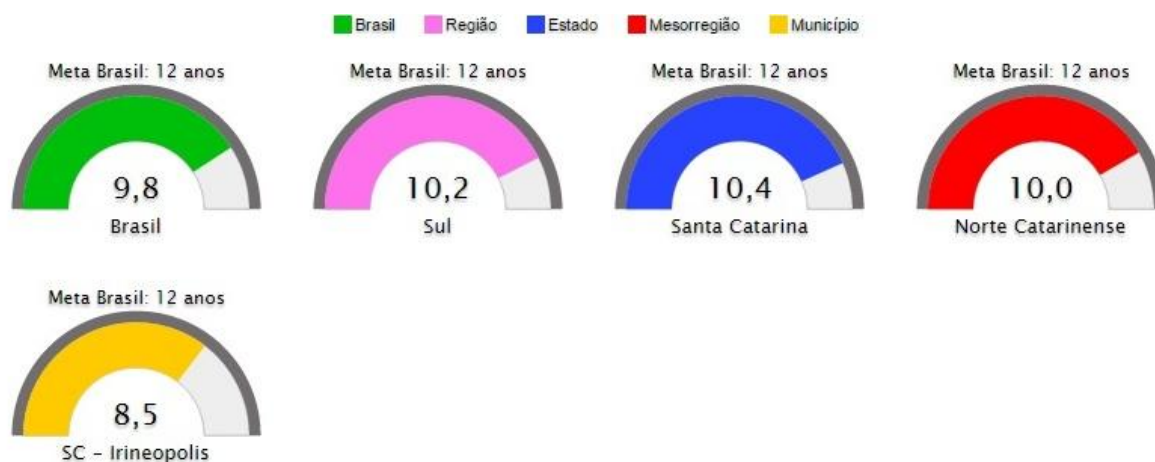 Brasil Região Estado Mesorregião Município
Meta Brasil: 12 anos Meta Brasil: 12 anos Meta Brasil: 12 anos Meta Brasil: 12 anos
9,8 10,2 10,4 10,0
Brasil Sul Santa Catarina Norte Catarinense
Meta Brasil: 12 anos
8,5
SC - Irineopolis